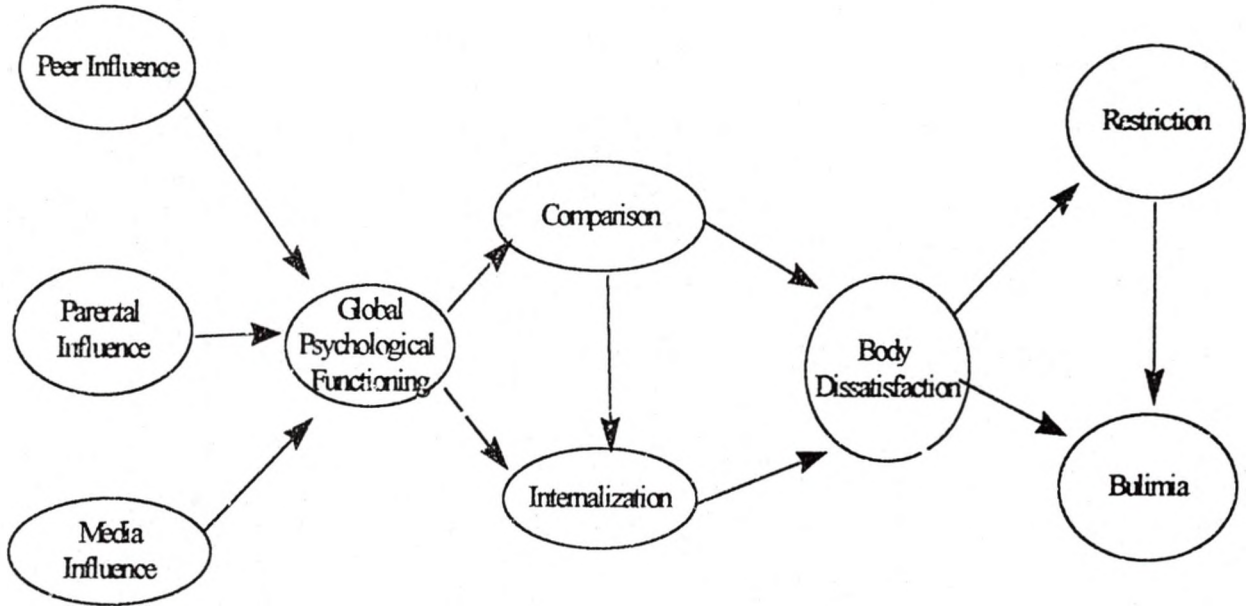 Peer Influence
Restriction
Comparison
Parental
Influence
Global
Psychological
Functioning
Body
Dissatisfaction
Internalization
Bulimia
Media
Influence